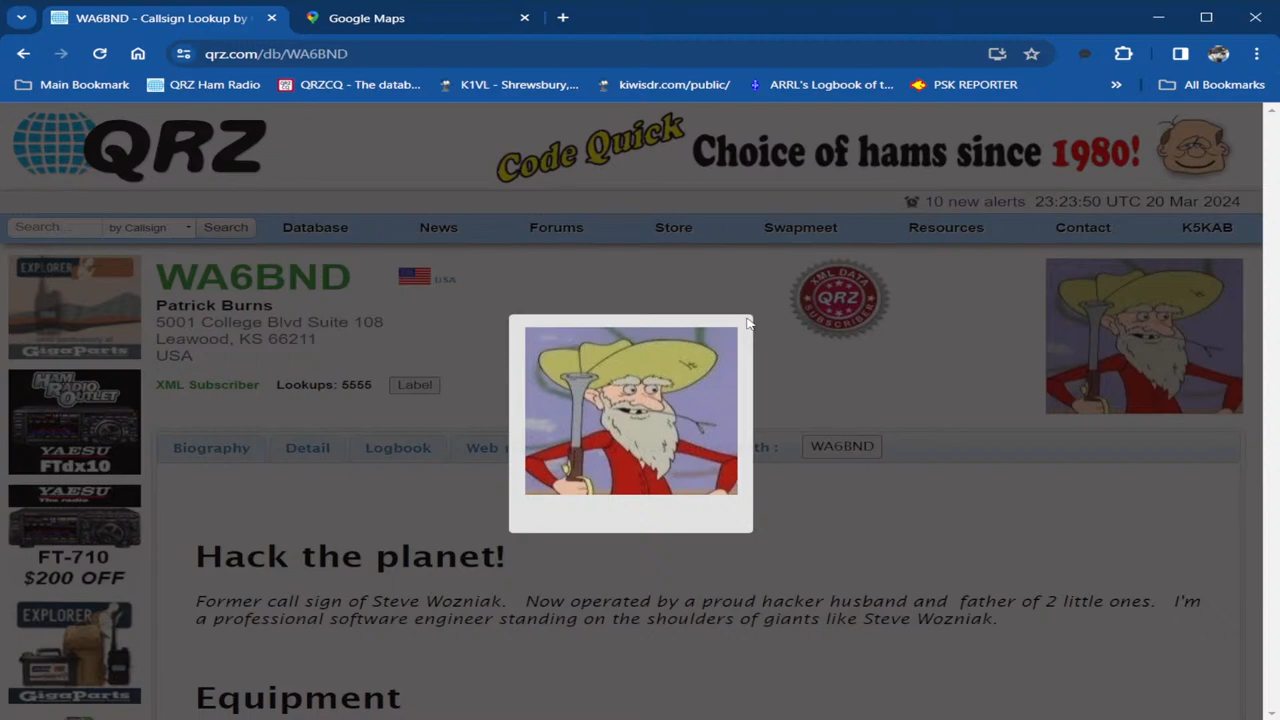 WA6BND - Callsign Lookup by
Google Maps
qrz.com/db/WA6BND
Main Bookmark
QRZ Ham Radio
QRZCQ - The datab...
K1VL - Shrewsbury,...
kiwisdr.com/public/
ARRL's Logbook of t...
PSK REPORTER
»
All Bookmarks
QRZ
Code Quick
Choice of hams since 1980!
10 new alerts 23:23:50 UTC 20 Mar 2024
Search... by Callsign Search
Database
News
Forums
Store
Swapmeet
Resources
Contact
K5KAB
EXPLORER
GigaParts
WA6BND
USA
Patrick Burns
5001 College Blvd Suite 108
Leawood, KS 66211
USA
XML Subscriber Lookups: 5555 Label
XML DATA
QRZ
SUBSCRIBER
HAM RADIO
OUTLET
YAESU
FTdx10
Biography
Detail
Logbook
Web
th :
WA6BND
YAESU
The radio
FT-710
$200 OFF
EXPLORER
GigaParts
Hack the planet!
Former call sign of Steve Wozniak. Now operated by a proud hacker husband and father of 2 little ones. I'm
a professional software engineer standing on the shoulders of giants like Steve Wozniak.
Equipment